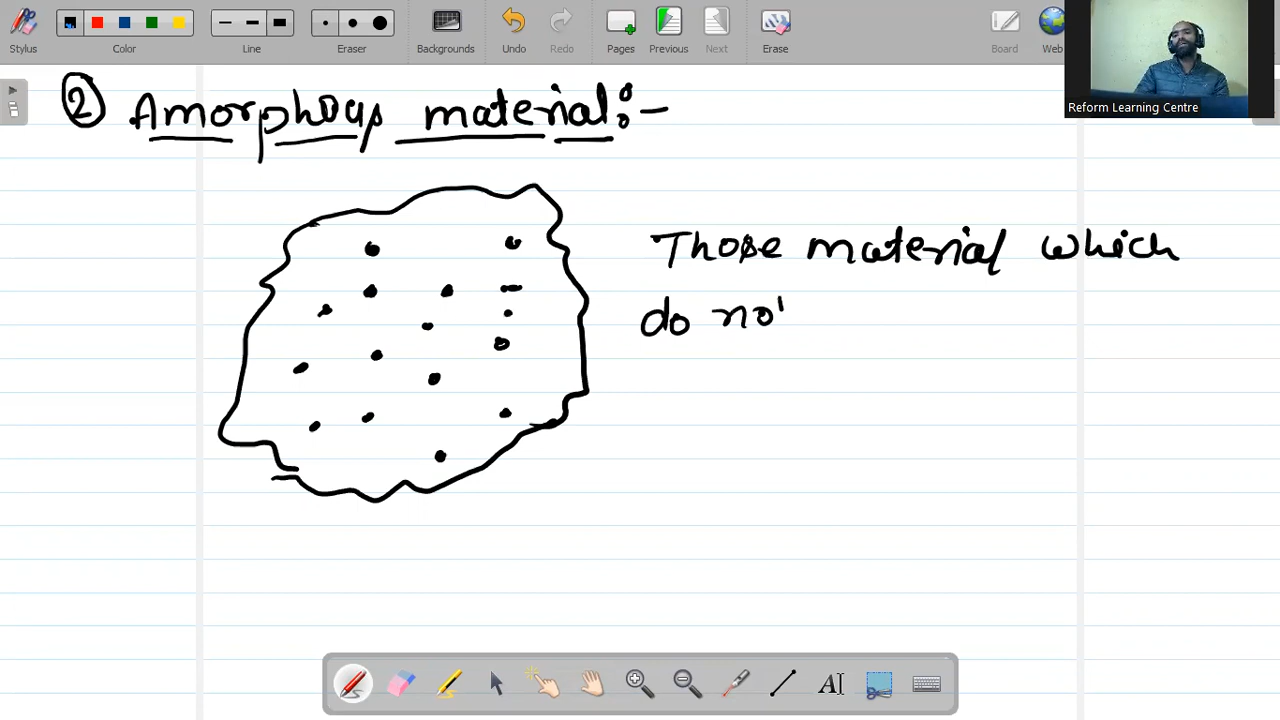 Stylus
Color
Line
Eraser
Backgrounds
Undo
Redo
Pages
Previous
Next
Erase
Board
Web
Reform Learning Centre
② Amorphous material:-
Those material which
do not